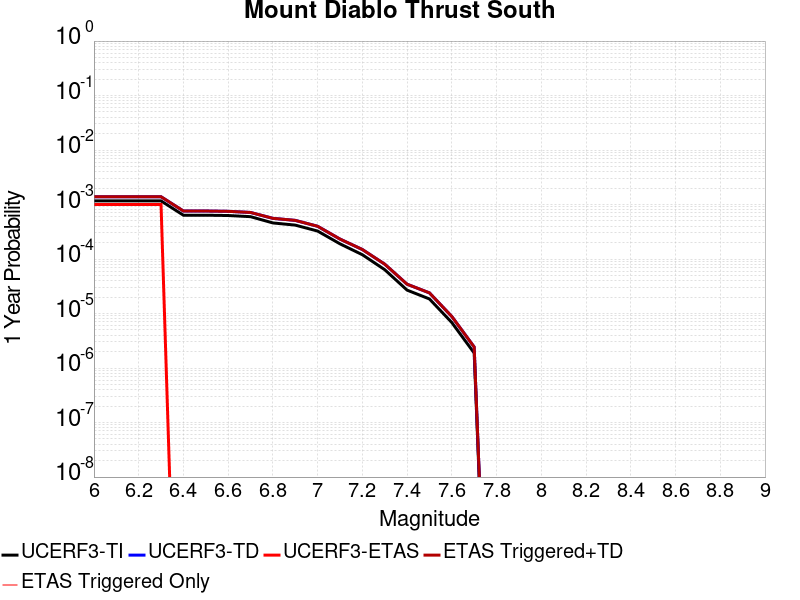 Mount Diablo Thrust South
10^0
10^-1
10^-2
10^-3
10^-4
10^-5
10^-6
10^-7
10^-8
1 Year Probability
6 6.2 6.4 6.6 6.8 7 7.2 7.4 7.6 7.8 8 8.2 8.4 8.6 8.8 9
Magnitude
UCERF3-TI UCERF3-TD UCERF3-ETAS ETAS Triggered+TD
ETAS Triggered Only